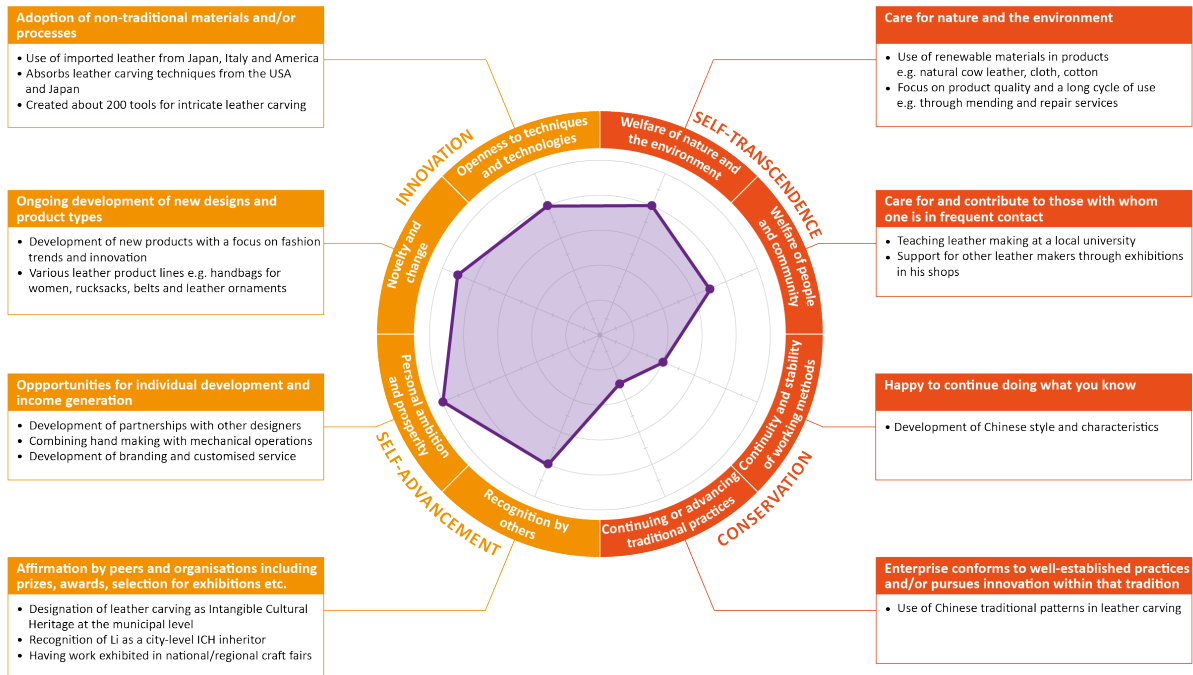 Adoption of non-traditional materials and/or
processes
• Use of imported leather from Japan, Italy and America
• Absorbs leather carving techniques from the USA
and Japan
• Created about 200 tools for intricate leather carving
Ongoing development of new designs and
product types
• Development of new products with a focus on fashion
trends and innovation
• Various leather product lines e.g. handbags for
women, rucksacks, belts and leather ornaments
Oppportunities for individual development and
income generation
• Development of partnerships with other designers
• Combining hand making with mechanical operations
• Development of branding and customised service
Affirmation by peers and organisations including
prizes, awards, selection for exhibitions etc.
• Designation of leather carving as Intangible Cultural
Heritage at the municipal level
• Recognition of Li as a city-level ICH inheritor
• Having work exhibited in national/regional craft fairs
INNOVATION
Openness to techniques
and technologies
Novelty and
change
SELF-ADVANCEMENT
Personal ambition
and prosperity
Recognition by
others
SELF-TRANSCENDENCE
Welfare of nature and
the environment
Welfare of people
and community
CONSERVATION
Continuity and stability
of working methods
Continuing or advancing
traditional practices
Care for nature and the environment
• Use of renewable materials in products
e.g. natural cow leather, cloth, cotton
• Focus on product quality and a long cycle of use
e.g. through mending and repair services
Care for and contribute to those with whom
one is in frequent contact
• Teaching leather making at a local university
• Support for other leather makers through exhibitions
in his shops
Happy to continue doing what you know
• Development of Chinese style and characteristics
Enterprise conforms to well-established practices
and/or pursues innovation within that tradition
• Use of Chinese traditional patterns in leather carving